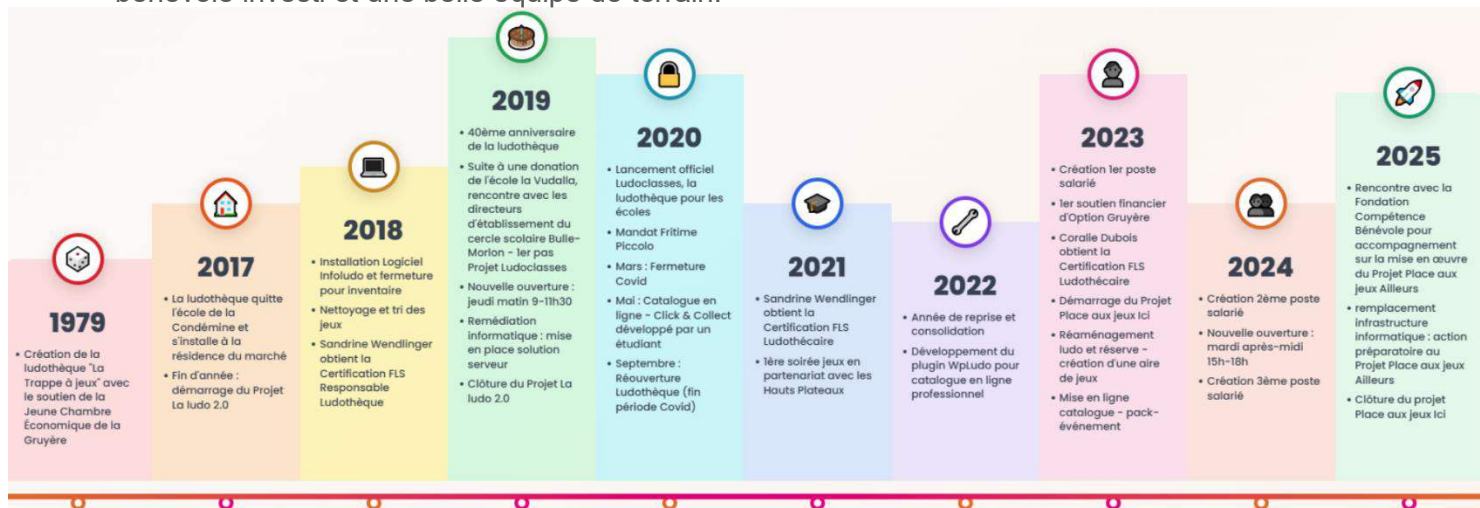 bénévole investi et une belle équipe de terrain.
1979
• Création de la
ludothèque "La
Trappe à jeux" avec
le soutien de la
Jeune Chambre
Économique de la
Gruyère
2017
• La ludothèque quitte
l'école de la
Condémine et
s'installe à la
résidence du marché
• Fin d'année :
démarrage du Projet
La ludo 2.0
2018
• Installation Logiciel
Infoludo et fermeture
pour inventaire
• Nettoyage et tri des
jeux
• Sandrine Wendlinger
obtient la
Certification FLS
Responsable
Ludothèque
2019
• 40ème anniversaire
de la ludothèque
• Suite à une donation
de l'école la Vudalla,
rencontre avec les
directeurs
d'établissement du
cercle scolaire Bulle-
Morlon - 1er pas
Projet Ludoclasses
• Nouvelle ouverture :
jeudi matin 9-11h30
• Remédiation
informatique : mise
en place solution
serveur
• Clôture du Projet La
ludo 2.0
2020
• Lancement officiel
Ludoclasses, la
ludothèque pour les
écoles
• Mandat Fritime
Piccolo
• Mars : Fermeture
Covid
• Mai : Catalogue en
ligne - Click & Collect
développé par un
étudiant
• Septembre :
Réouverture
Ludothèque (fin
période Covid)
2021
• Sandrine Wendlinger
obtient la
Certification FLS
Ludothécaire
• 1ère soirée jeux en
partenariat avec les
Hauts Plateaux
2022
• Année de reprise et
consolidation
• Développement du
plugin WpLudo pour
catalogue en ligne
professionnel
2023
• Création 1er poste
salarié
• 1er soutien financier
d'Option Gruyère
• Coralie Dubois
obtient la
Certification FLS
Ludothécaire
• Démarrage du Projet
Place aux jeux Ici
• Réaménagement
ludo et réserve -
création d'une aire
de jeux
• Mise en ligne
catalogue - pack-
événement
2024
• Création 2ème poste
salarié
• Nouvelle ouverture :
mardi après-midi
15h-18h
• Création 3ème poste
salarié
2025
• Rencontre avec la
Fondation
Compétence
Bénévole pour
accompagnement
sur la mise en œuvre
du Projet Place aux
jeux Ailleurs
• remplacement
infrastructure
informatique : action
préparatoire au
Projet Place aux jeux
Ailleurs
• Clôture du projet
Place aux jeux Ici